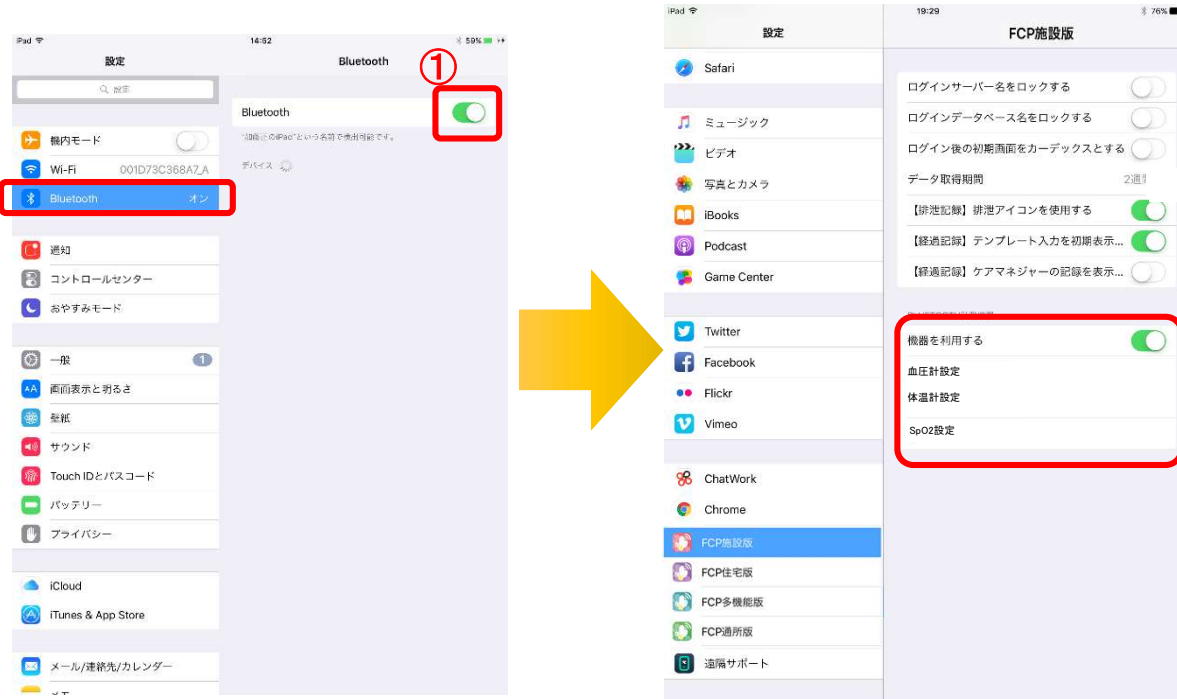 iPad
14:52
59%
設定
Bluetooth
①
設定
Bluetooth
デバイス
機内モード
Wi-Fi 001D73C368A7_A
Bluetooth オン
通知
コントロールセンター
おやすみモード
一般 1
画面表示と明るさ
壁紙
サウンド
Touch IDとパスコード
バッテリー
プライバシー
iCloud
iTunes & App Store
メール/連絡先/カレンダー
メモ
iPad
19:29
76%
設定
FCP施設版
Safari
ミュージック
ビデオ
写真とカメラ
iBooks
Podcast
Game Center
Twitter
Facebook
Flickr
Vimeo
ChatWork
Chrome
FCP施設版
FCP住宅版
FCP多機能版
FCP通所版
遠隔サポート
ログインサーバー名をロックする
ログインデータベース名をロックする
ログイン後の初期画面をカーデックスとする
データ取得期間 2週
【排泄記録】排泄アイコンを使用する
【経過記録】テンプレート入力を初期表示...
【経過記録】ケアマネジャーの記録を表示...
機器を利用する
血圧計設定
体温計設定
SpO2設定